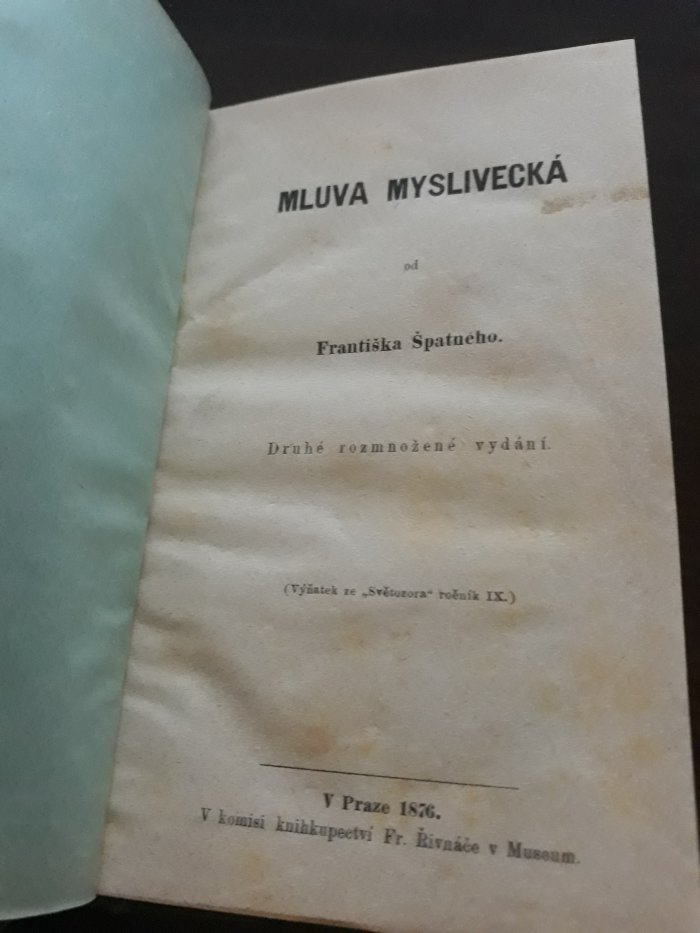 MLUVA MYSLIVECKÁ
od
Františka Špatného.
Druhé rozmnožené vydání.
(Výňatek ze „Světozora“ ročník IX.)
V Praze 1876.
V komisi knihkupectví Fr. Řivnáče v Museum.